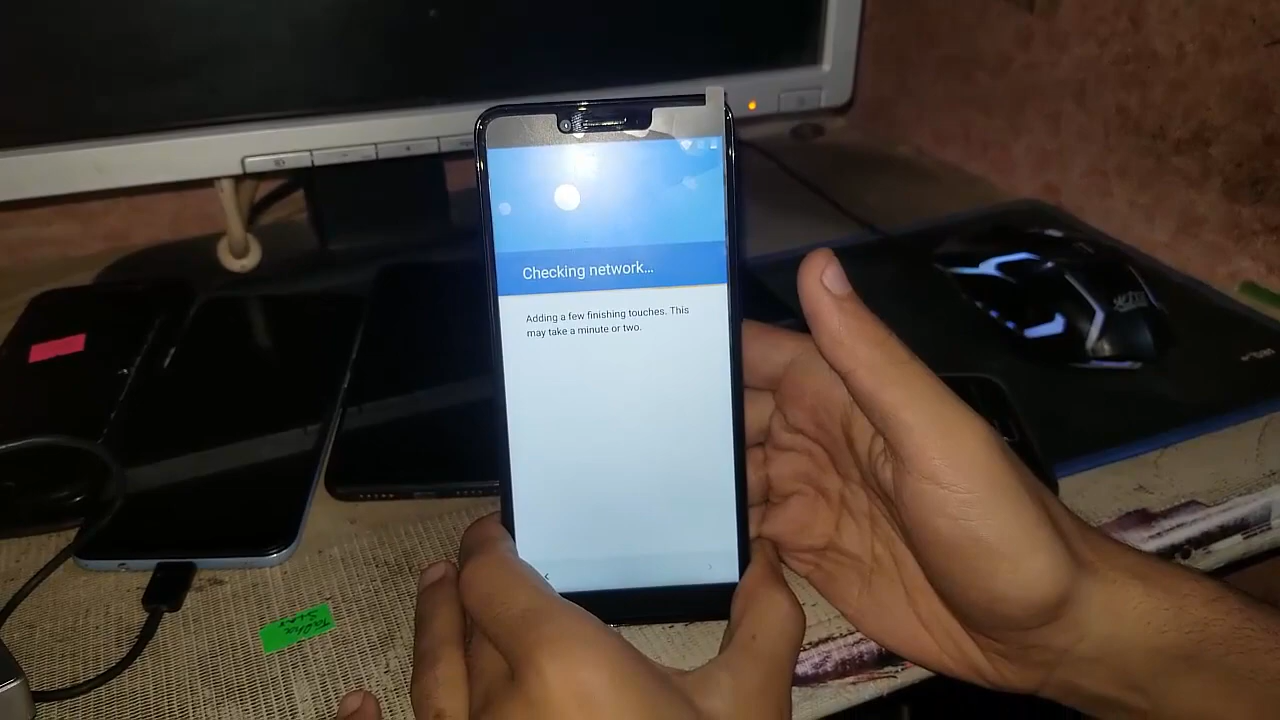 Checking network...
Adding a few finishing touches. This
may take a minute or two.